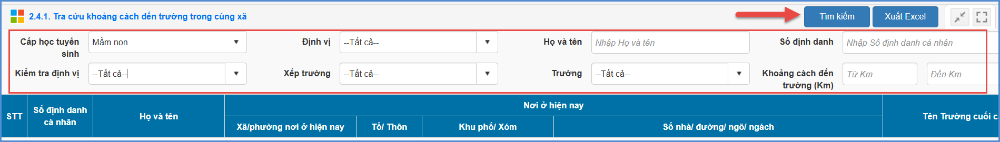 2.4.1. Tra cứu khoảng cách đến trường trong cùng xã
Tìm kiếm
Xuất Excel
Cấp học tuyển
sinh
Mầm non
Định vị
--Tất cả--
Họ và tên
Nhập Họ và tên
Số định danh
Nhập Số định danh cá nhân
Kiểm tra định vị
--Tất cả--
Xếp trường
--Tất cả--
Trường
--Tất cả--
Khoảng cách đến
trường (Km)
Từ Km
Đến Km
STT
Số định danh
cá nhân
Họ và tên
Nơi ở hiện nay
Xã/phường nơi ở hiện nay
Tổ/ Thôn
Khu phố/ Xóm
Số nhà/ đường/ ngõ/ ngách
Tên Trường cuối